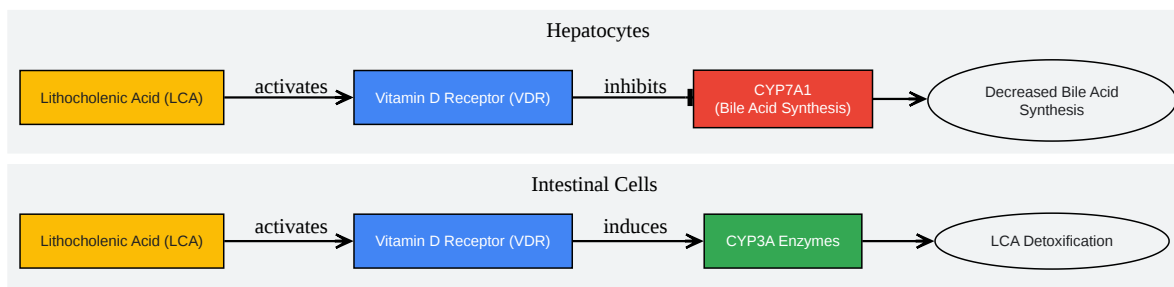 Hepatocytes
Lithocholenic Acid (LCA)
activates
Vitamin D Receptor (VDR)
inhibits
CYP7A1
(Bile Acid Synthesis)
Decreased Bile Acid
Synthesis
Intestinal Cells
Lithocholenic Acid (LCA)
activates
Vitamin D Receptor (VDR)
induces
CYP3A Enzymes
LCA Detoxification